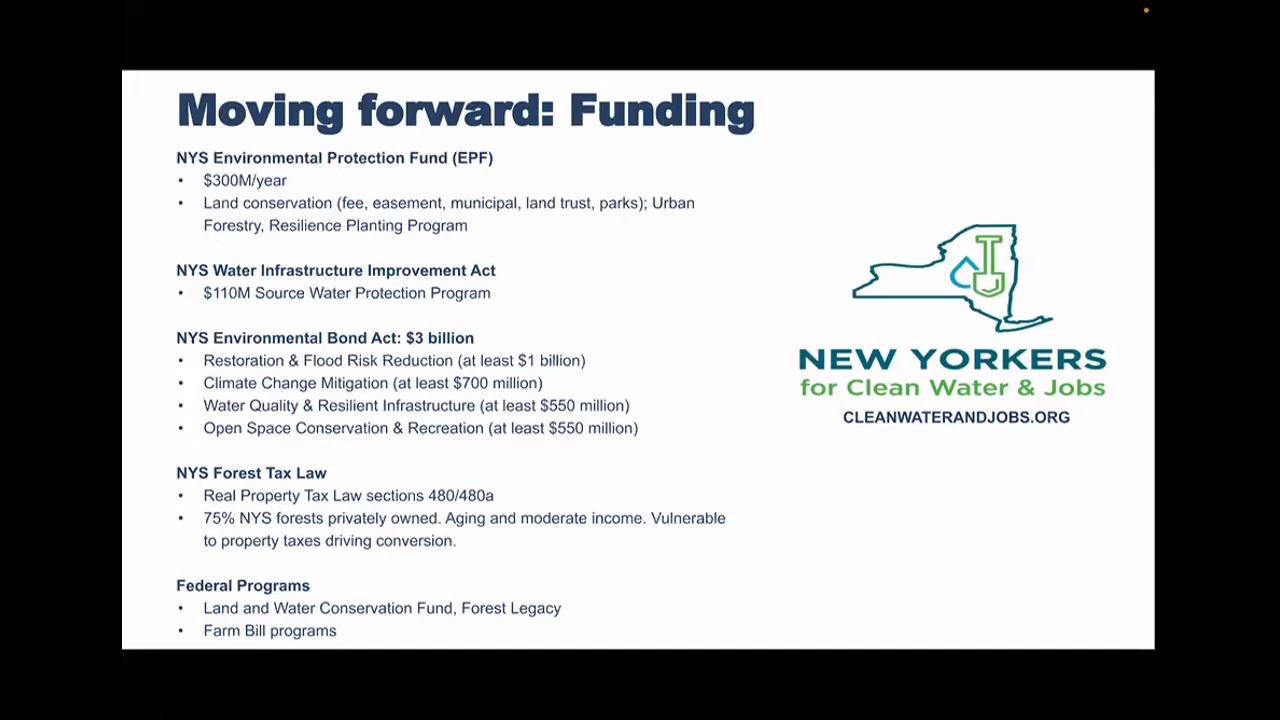 Moving forward: Funding
NYS Environmental Protection Fund (EPF)
• $300M/year
• Land conservation (fee, easement, municipal, land trust, parks); Urban
Forestry, Resilience Planting Program
NYS Water Infrastructure Improvement Act
• $110M Source Water Protection Program
NYS Environmental Bond Act: $3 billion
• Restoration & Flood Risk Reduction (at least $1 billion)
• Climate Change Mitigation (at least $700 million)
• Water Quality & Resilient Infrastructure (at least $550 million)
• Open Space Conservation & Recreation (at least $550 million)
NYS Forest Tax Law
• Real Property Tax Law sections 480/480a
• 75% NYS forests privately owned. Aging and moderate income. Vulnerable
to property taxes driving conversion.
Federal Programs
• Land and Water Conservation Fund, Forest Legacy
• Farm Bill programs
NEW YORKERS
for Clean Water & Jobs
CLEANWATERANDJOBS.ORG